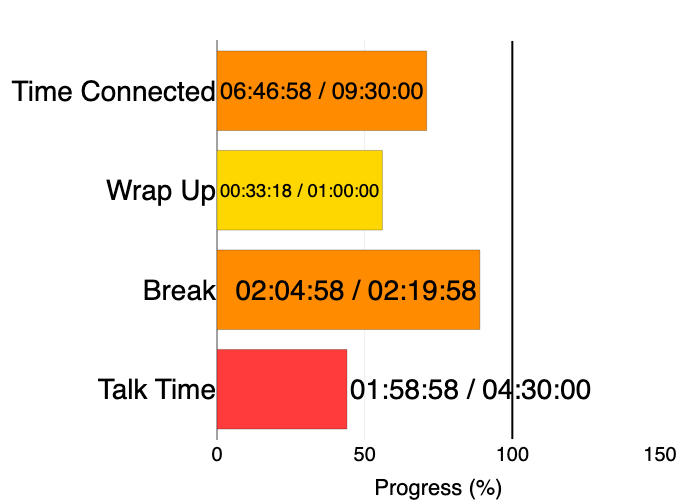 Time Connected 06:46:58 / 09:30:00
Wrap Up 00:33:18 / 01:00:00
Break 02:04:58 / 02:19:58
Talk Time 01:58:58 / 04:30:00
0 50 100 150
Progress (%)